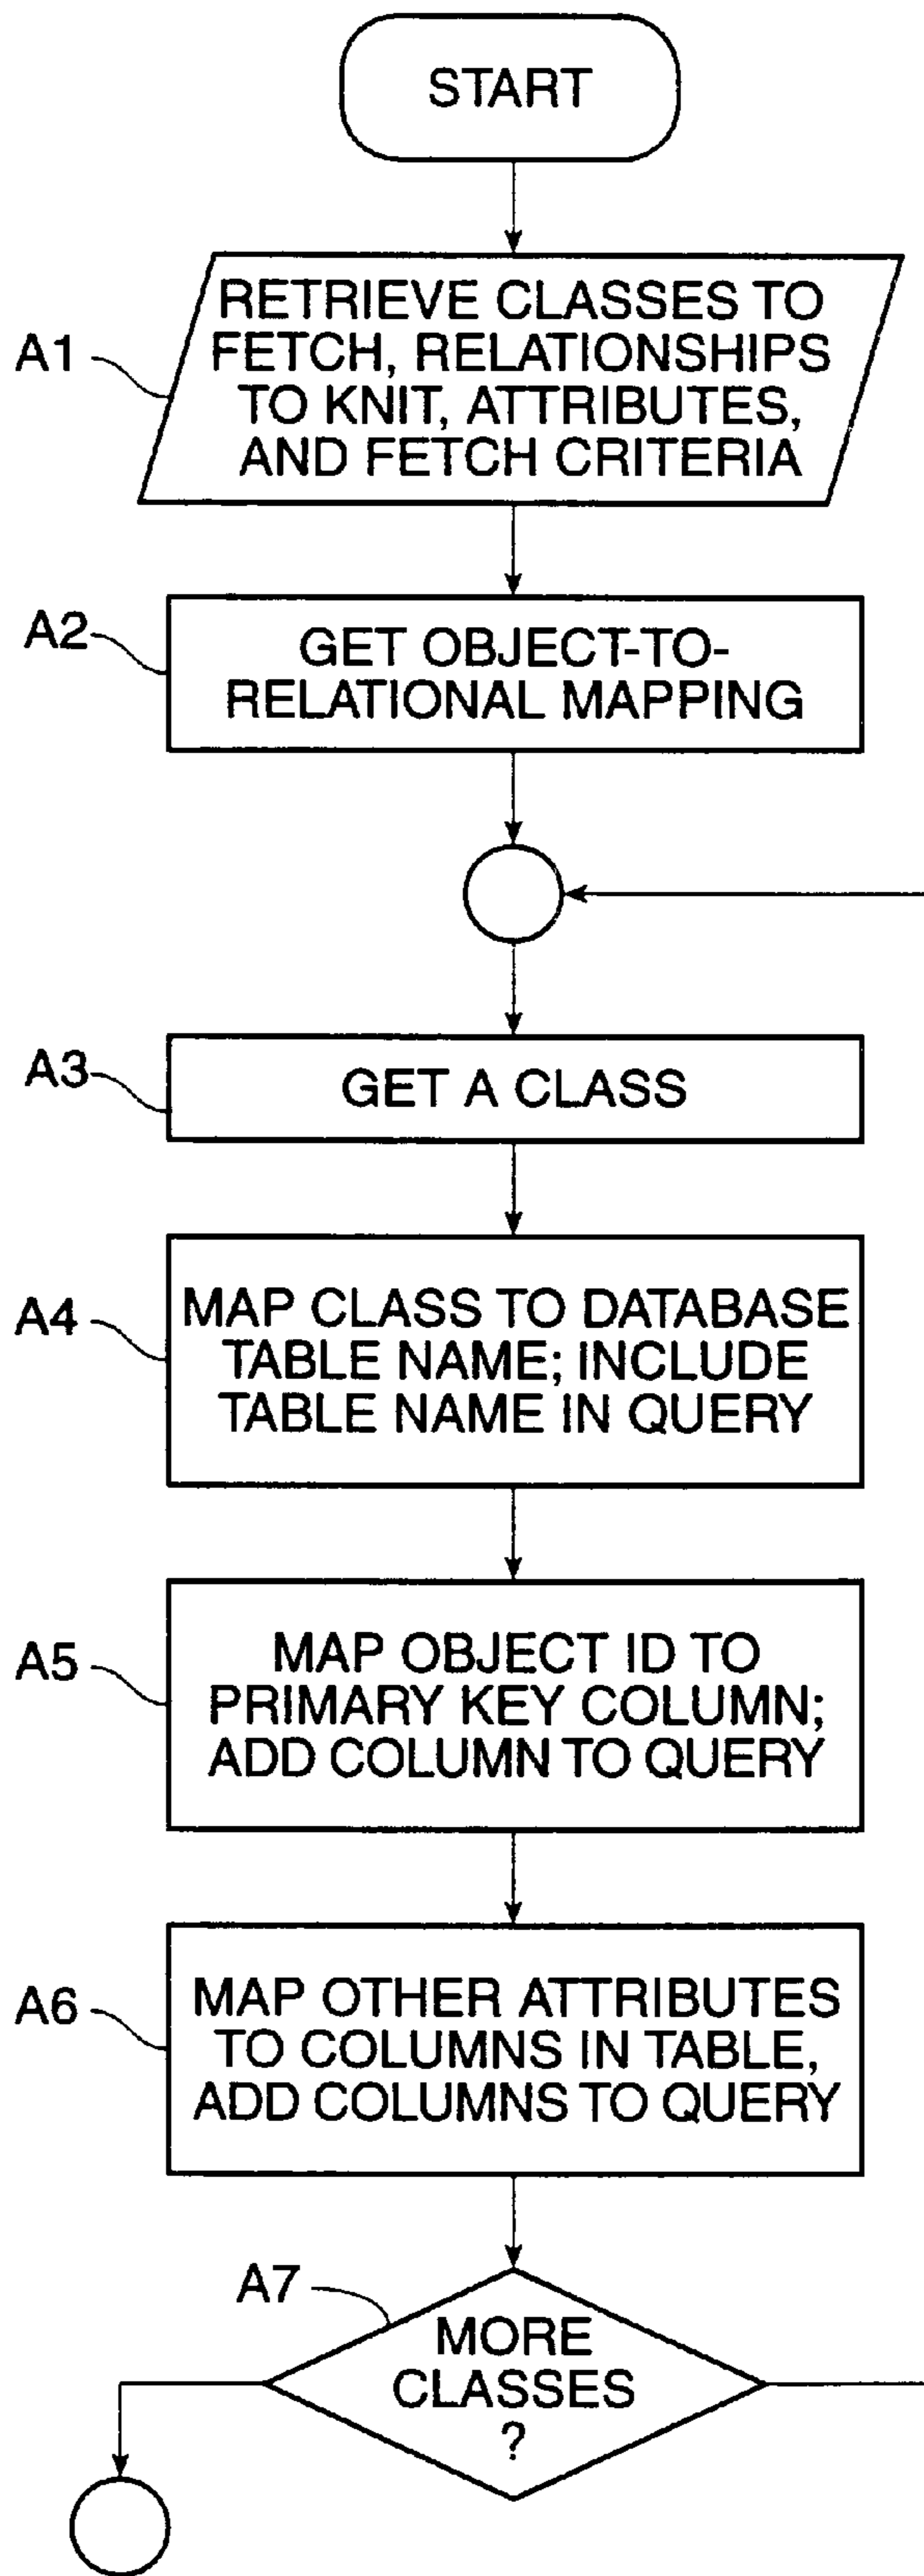 START
A1
RETRIEVE CLASSES TO
FETCH, RELATIONSHIPS
TO KNIT, ATTRIBUTES,
AND FETCH CRITERIA
A2
GET OBJECT-TO-
RELATIONAL MAPPING
A3
GET A CLASS
A4
MAP CLASS TO DATABASE
TABLE NAME; INCLUDE
TABLE NAME IN QUERY
A5
MAP OBJECT ID TO
PRIMARY KEY COLUMN;
ADD COLUMN TO QUERY
A6
MAP OTHER ATTRIBUTES
TO COLUMNS IN TABLE,
ADD COLUMNS TO QUERY
A7
MORE
CLASSES
?